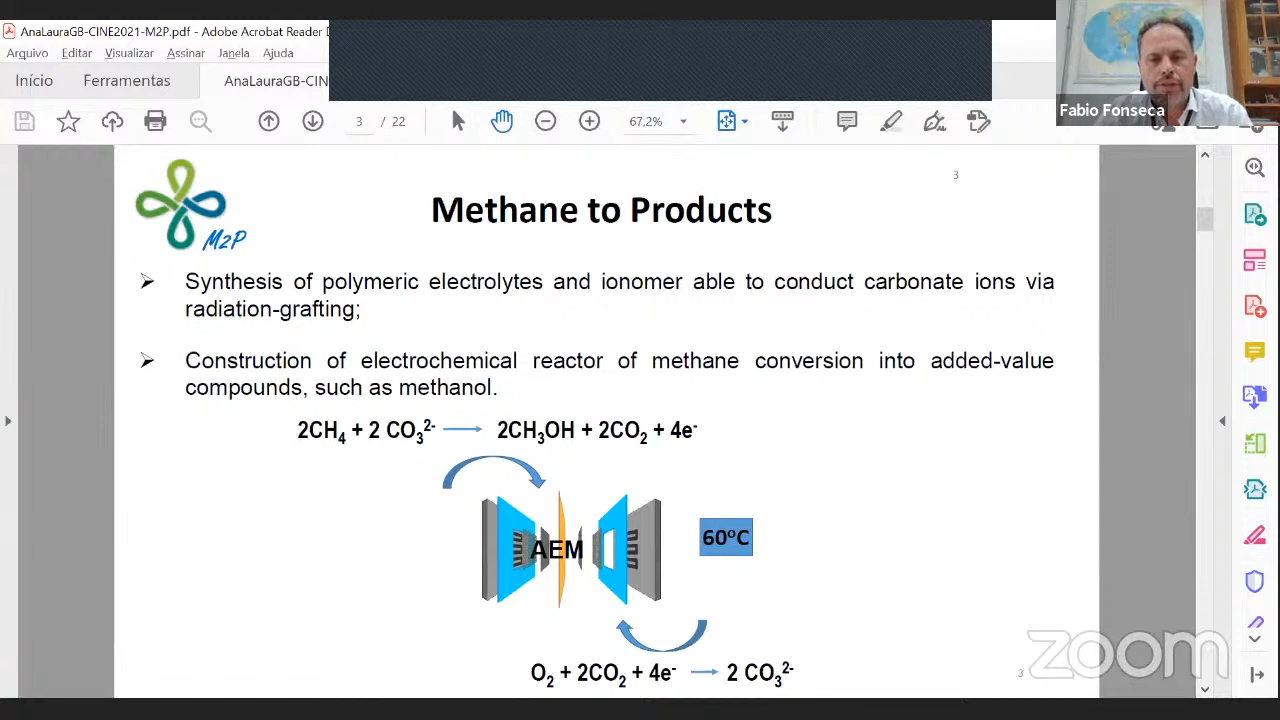 AnaLauraGB-CINE2021-M2P.pdf - Adobe Acrobat Reader
Arquivo Editar Visualizar Assinar Janela Ajuda
Início Ferramentas AnaLauraGB-CIN
3 / 22 67,2%
Fabio Fonseca
3
M2P
Methane to Products
Synthesis of polymeric electrolytes and ionomer able to conduct carbonate ions via
radiation-grafting;
Construction of electrochemical reactor of methane conversion into added-value
compounds, such as methanol.
2CH₄ + 2 CO₃²⁻ → 2CH₃OH + 2CO₂ + 4e⁻
AEM
60ºC
O₂ + 2CO₂ + 4e⁻ → 2 CO₃²⁻
zoom
3